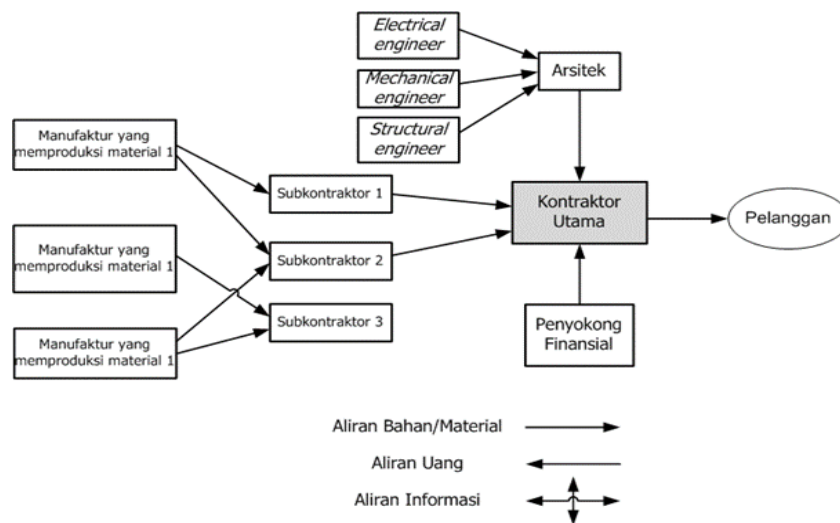 Electrical
engineer
Mechanical
engineer
Structural
engineer
Arsitek
Manufaktur yang
memproduksi material 1
Manufaktur yang
memproduksi material 1
Manufaktur yang
memproduksi material 1
Subkontraktor 1
Subkontraktor 2
Subkontraktor 3
Kontraktor
Utama
Pelanggan
Penyokong
Finansial
Aliran Bahan/Material
Aliran Uang
Aliran Informasi